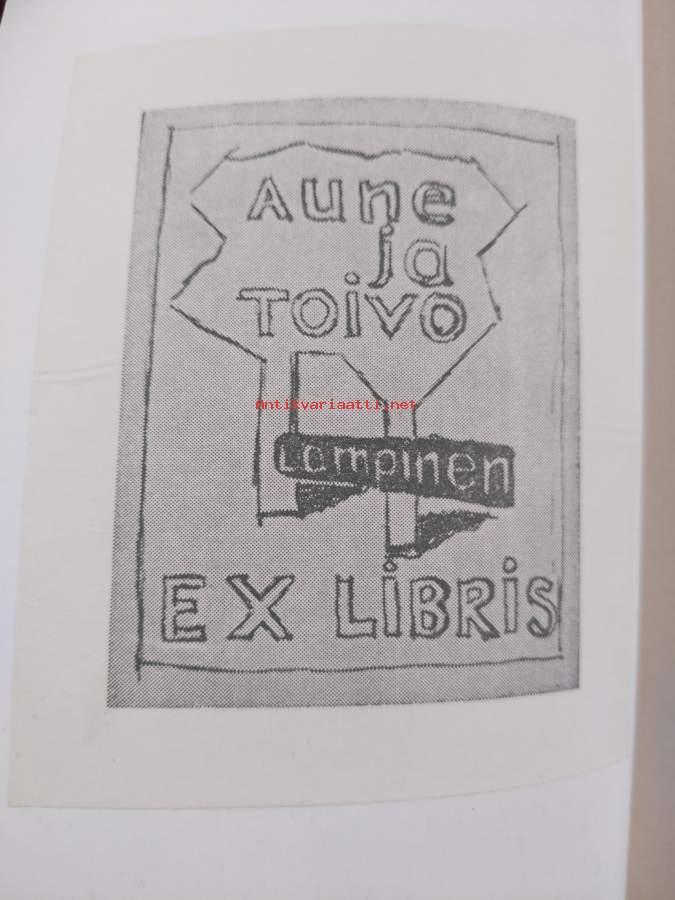 Aune
ja
TOIVO
Antikvariaatti.net
Lampinen
EX LIBRIS